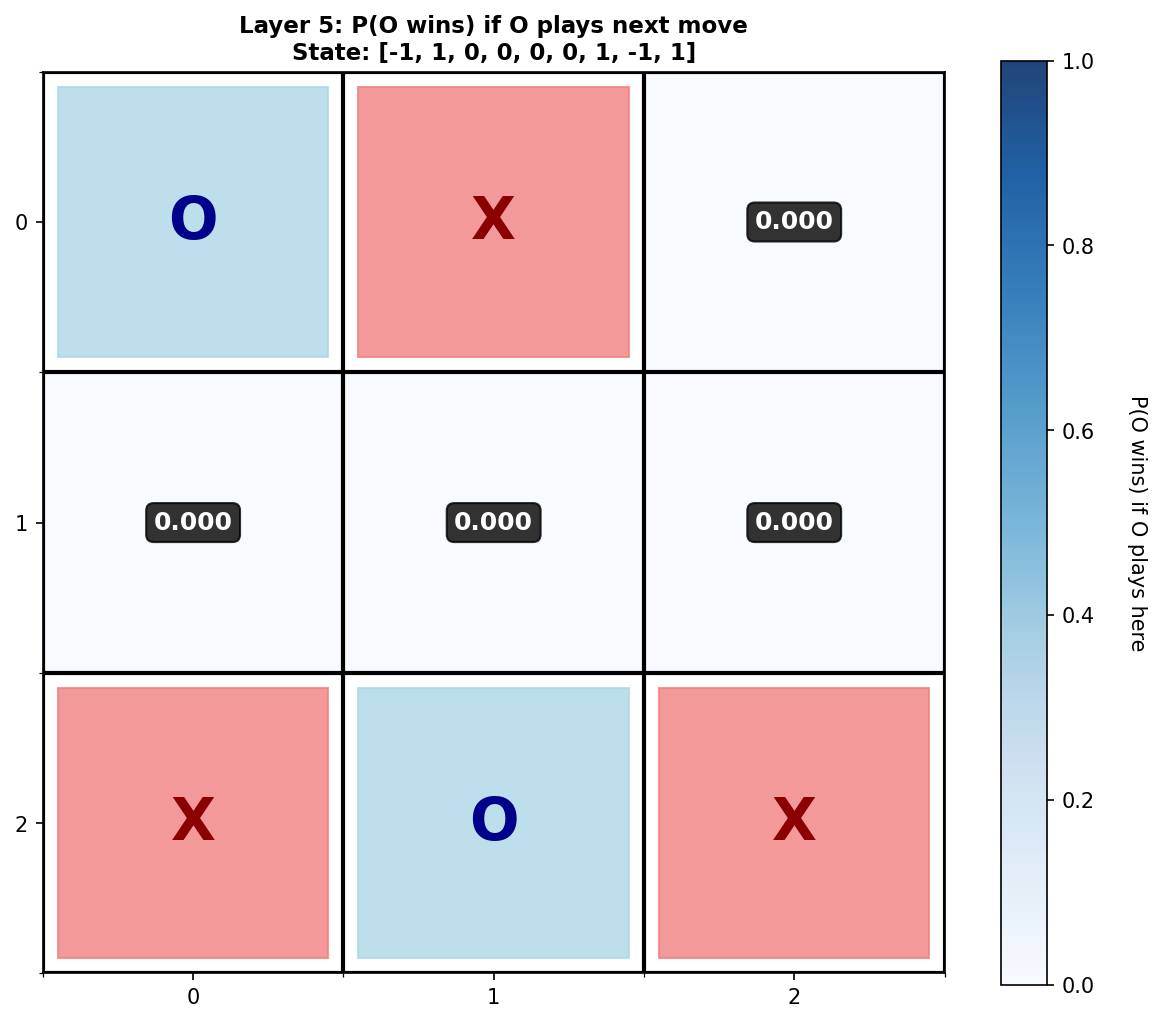 Layer 5: P(O wins) if O plays next move
State: [-1, 1, 0, 0, 0, 0, 1, -1, 1]
1.0
0.8
0.6
0.4
0.2
0.0
P(O wins) if O plays here
0
O
X
0.000
1
0.000
0.000
0.000
2
X
O
X
0
1
2